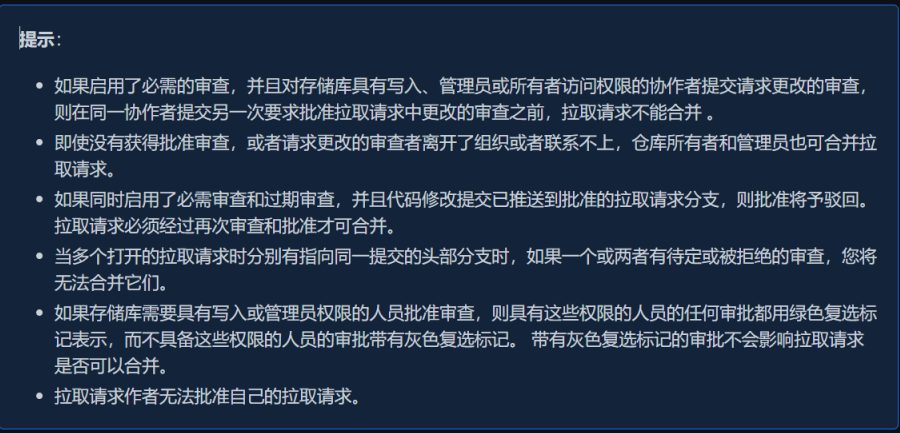 提示：
如果启用了必需的审查，并且对存储库具有写入、管理员或所有者访问权限的协作者提交请求更改的审查，
则在同一协作者提交另一次要求批准拉取请求中更改的审查之前，拉取请求不能合并 。
即使没有获得批准审查，或者请求更改的审查者离开了组织或者联系不上，仓库所有者和管理员也可合并拉
取请求。
如果同时启用了必需审查和过期审查，并且代码修改提交已推送到批准的拉取请求分支，则批准将予驳回。
拉取请求必须经过再次审查和批准才可合并。
当多个打开的拉取请求时分别有指向同一提交的头部分支时，如果一个或两者有待定或被拒绝的审查，您将
无法合并它们。
如果存储库需要具有写入或管理员权限的人员批准审查，则具有这些权限的人员的任何审批都用绿色复选标
记表示，而不具备这些权限的人员的审批带有灰色复选标记。 带有灰色复选标记的审批不会影响拉取请求
是否可以合并。
拉取请求作者无法批准自己的拉取请求。